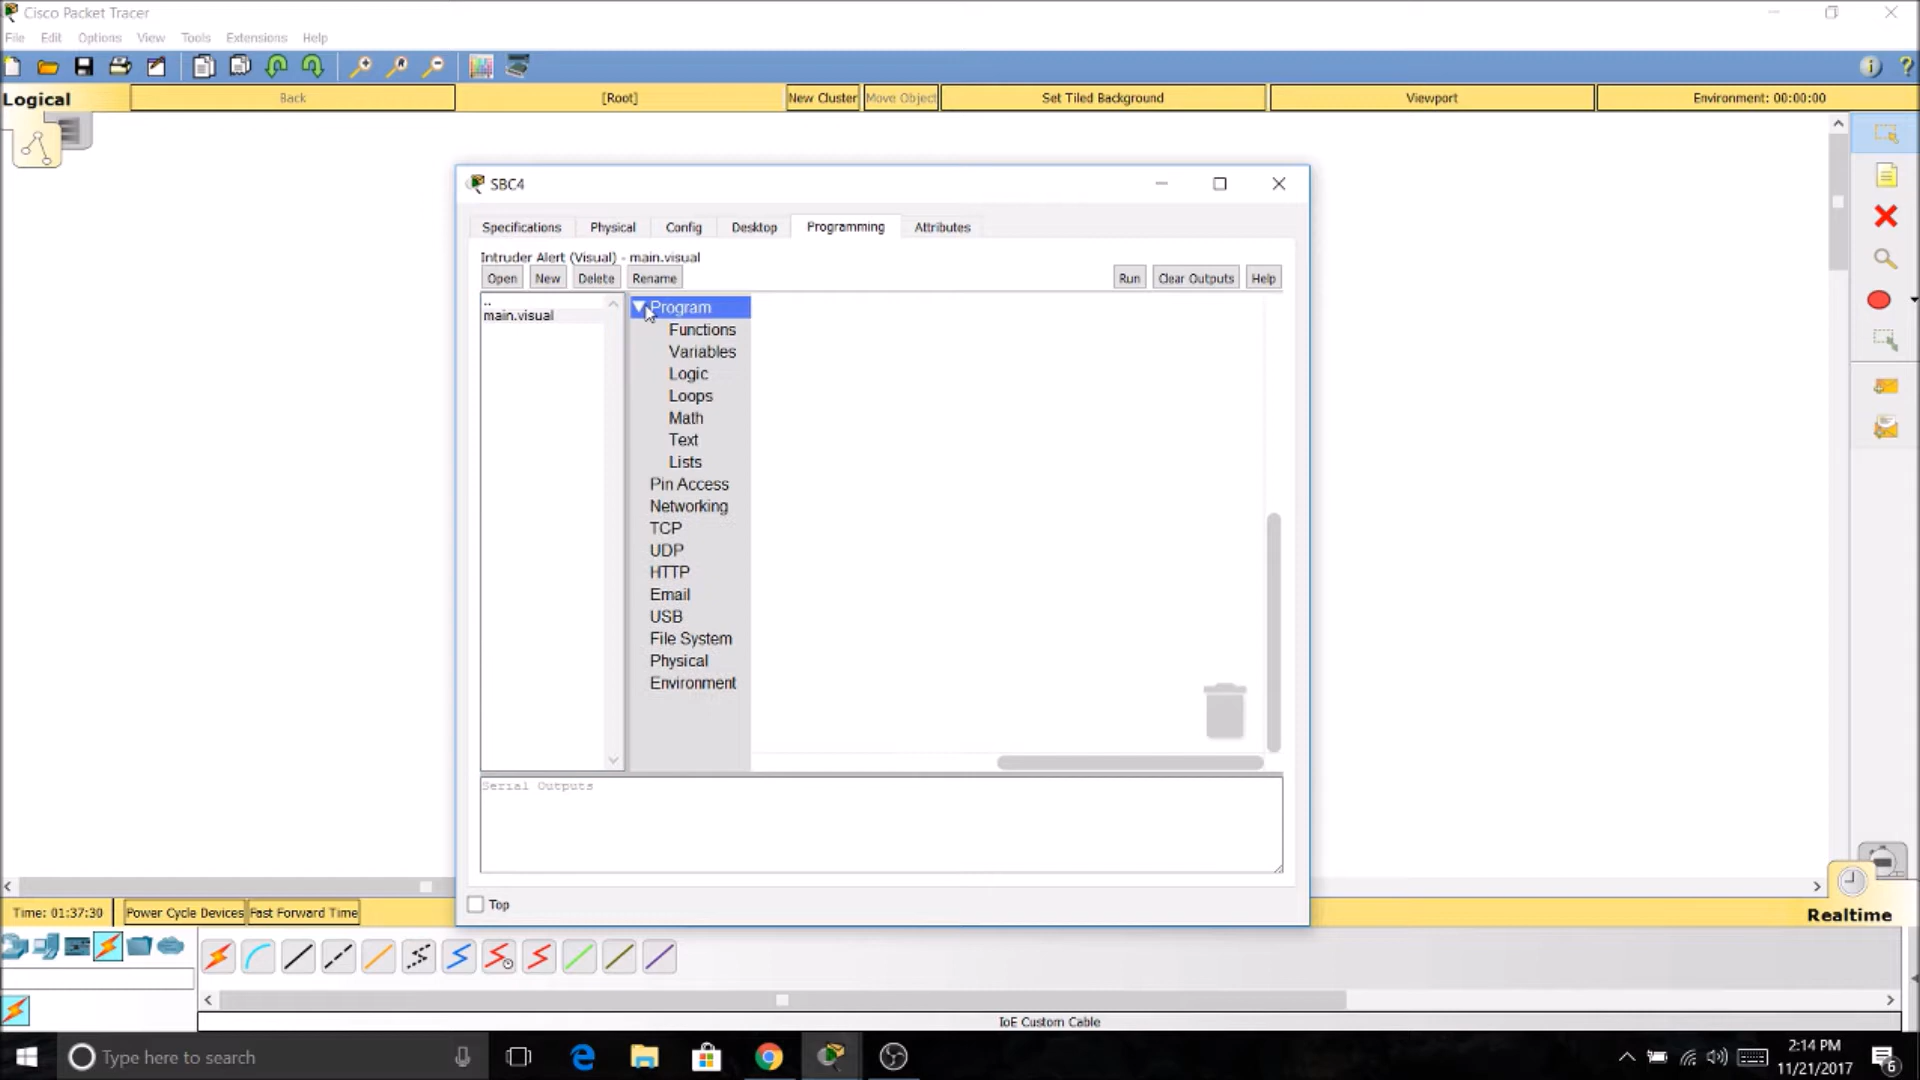 Cisco Packet Tracer
File Edit Options View Tools Extensions Help
Logical Back [Root] New Cluster Move Object Set Tiled Background Viewport Environment: 00:00:00
SBC4
Specifications Physical Config Desktop Programming Attributes
Intruder Alert (Visual) - main.visual
Open New Delete Rename Run Clear Outputs Help
..
main.visual
Program
Functions
Variables
Logic
Loops
Math
Text
Lists
Pin Access
Networking
TCP
UDP
HTTP
Email
USB
File System
Physical
Environment
Serial Outputs
Top
Time: 01:37:30 Power Cycle Devices Fast Forward Time Realtime
IoE Custom Cable
Type here to search
2:14 PM
11/21/2017
6